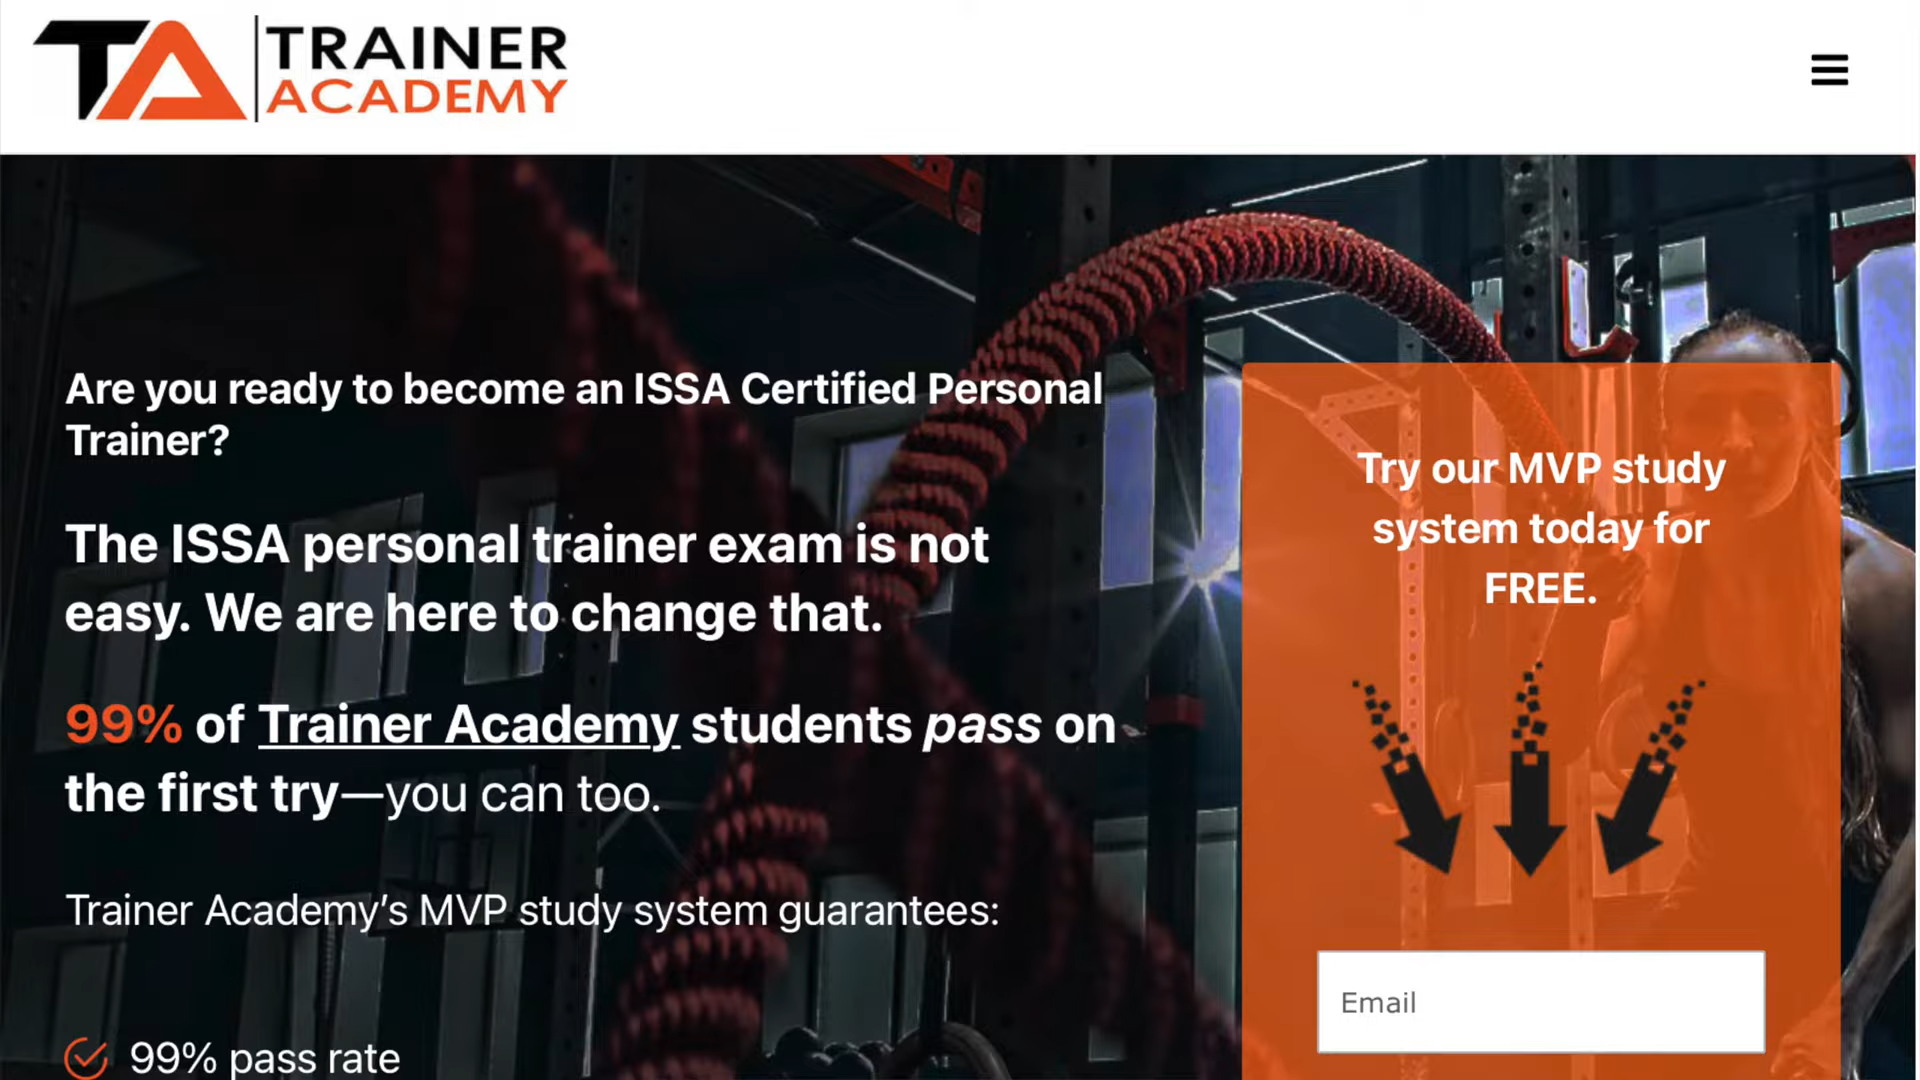 TA TRAINER
ACADEMY
Are you ready to become an ISSA Certified Personal
Trainer?
The ISSA personal trainer exam is not
easy. We are here to change that.
99% of Trainer Academy students pass on
the first try—you can too.
Trainer Academy’s MVP study system guarantees:
99% pass rate
Try our MVP study
system today for
FREE.
Email